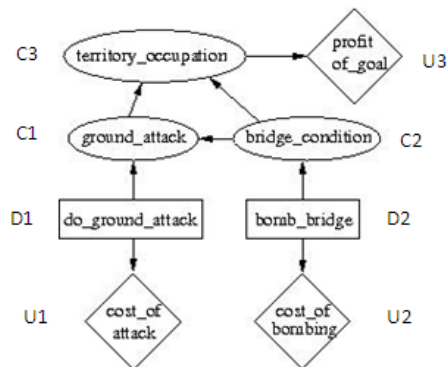 C3
territory_occupation
profit
of_goal
U3
C1
ground_attack
bridge_condition
C2
D1
do_ground_attack
bomb_bridge
D2
U1
cost_of
attack
cost_of
bombing
U2